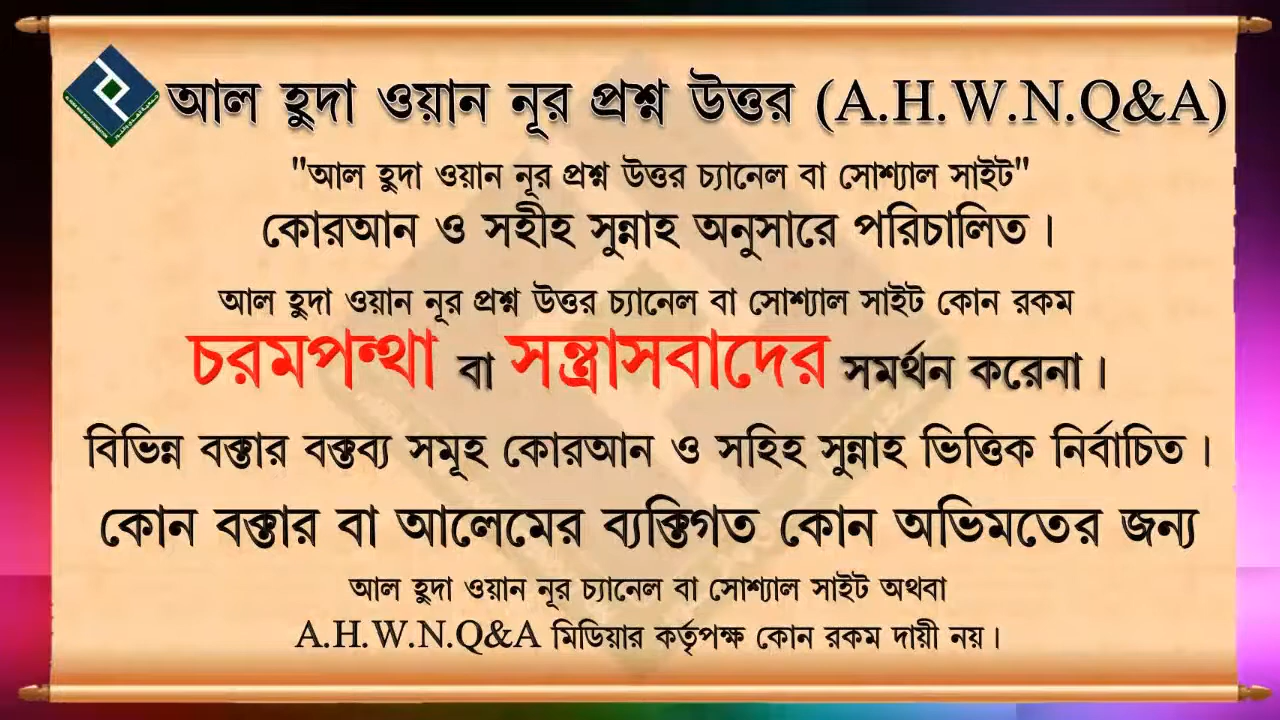 আল হুদা ওয়ান নূর প্রশ্ন উত্তর (A.H.W.N.Q&A)
"আল হুদা ওয়ান নূর প্রশ্ন উত্তর চ্যানেল বা সোশ্যাল সাইট"
কোরআন ও সহীহ সুন্নাহ অনুসারে পরিচালিত।
আল হুদা ওয়ান নূর প্রশ্ন উত্তর চ্যানেল বা সোশ্যাল সাইট কোন রকম
চরমপন্থা বা সন্ত্রাসবাদের সমর্থন করেনা।
বিভিন্ন বক্তার বক্তব্য সমূহ কোরআন ও সহিহ সুন্নাহ ভিত্তিক নির্বাচিত।
কোন বক্তার বা আলেমের ব্যক্তিগত কোন অভিমতের জন্য
আল হুদা ওয়ান নূর চ্যানেল বা সোশ্যাল সাইট অথবা
A.H.W.N.Q&A মিডিয়ার কর্তৃপক্ষ কোন রকম দায়ী নয়।